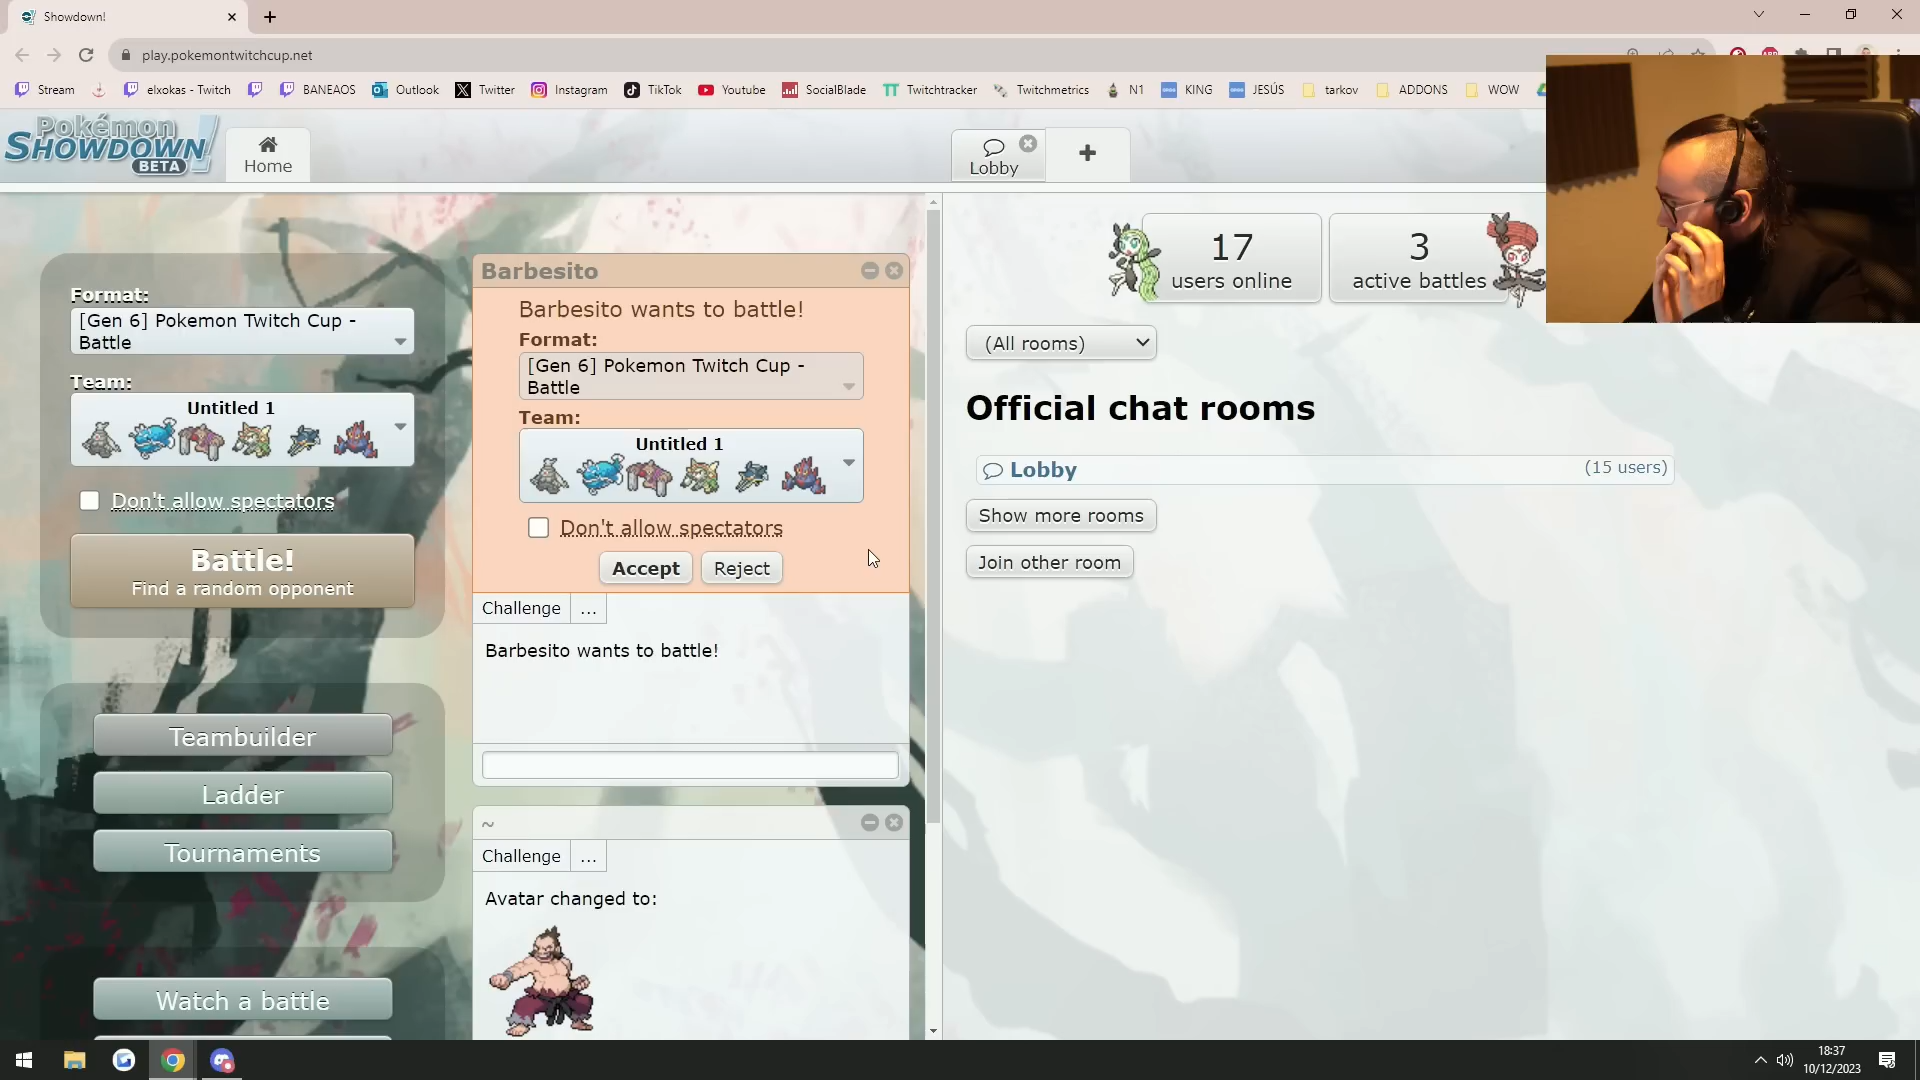 Showdown!
play.pokemontwitchcup.net
Stream
elxokas - Twitch
BANEAOS
Outlook
Twitter
Instagram
TikTok
Youtube
SocialBlade
Twitchtracker
Twitchmetrics
N1
KING
JESÚS
tarkov
ADDONS
WOW
Pokémon
SHOWDOWN!
BETA
Home
Lobby
Format:
[Gen 6] Pokemon Twitch Cup -
Battle
Team:
Untitled 1
Don't allow spectators
Battle!
Find a random opponent
Teambuilder
Ladder
Tournaments
Watch a battle
Barbesito
Barbesito wants to battle!
Format:
[Gen 6] Pokemon Twitch Cup -
Battle
Team:
Untitled 1
Don't allow spectators
Accept
Reject
Challenge
...
Barbesito wants to battle!
~
Challenge
...
Avatar changed to:
17
users online
3
active battles
(All rooms)
Official chat rooms
Lobby
(15 users)
Show more rooms
Join other room
18:37
10/12/2023